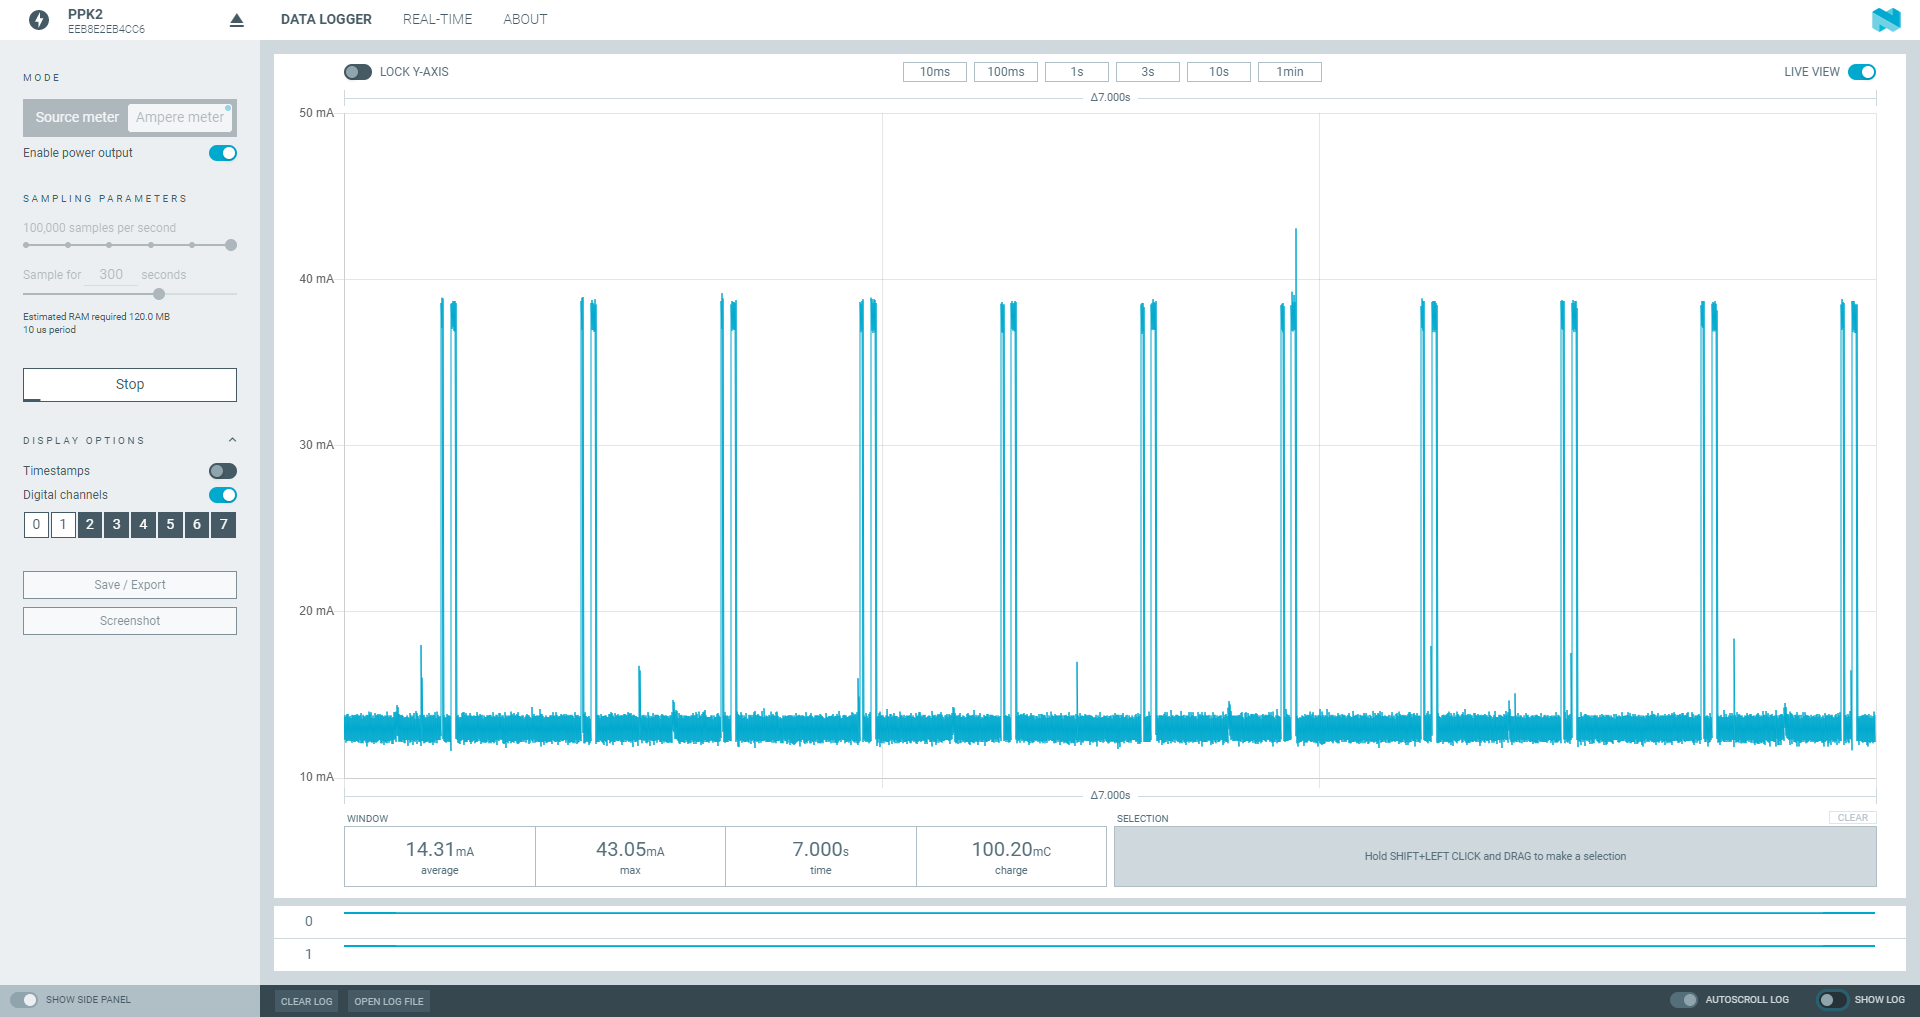 PPK2
EEB8E2EB4CC6
DATA LOGGER
REAL-TIME
ABOUT
MODE
Source meter
Ampere meter
Enable power output
SAMPLING PARAMETERS
100,000 samples per second
Sample for 300 seconds
Estimated RAM required 120.0 MB
10 us period
Stop
DISPLAY OPTIONS
Timestamps
Digital channels
0 1 2 3 4 5 6 7
Save / Export
Screenshot
SHOW SIDE PANEL
LOCK Y-AXIS
10ms
100ms
1s
3s
10s
1min
LIVE VIEW
Δ7.000s
50 mA
40 mA
30 mA
20 mA
10 mA
Δ7.000s
WINDOW
14.31mA
average
43.05mA
max
7.000s
time
100.20mC
charge
SELECTION
CLEAR
Hold SHIFT+LEFT CLICK and DRAG to make a selection
0
1
CLEAR LOG
OPEN LOG FILE
AUTOSCROLL LOG
SHOW LOG